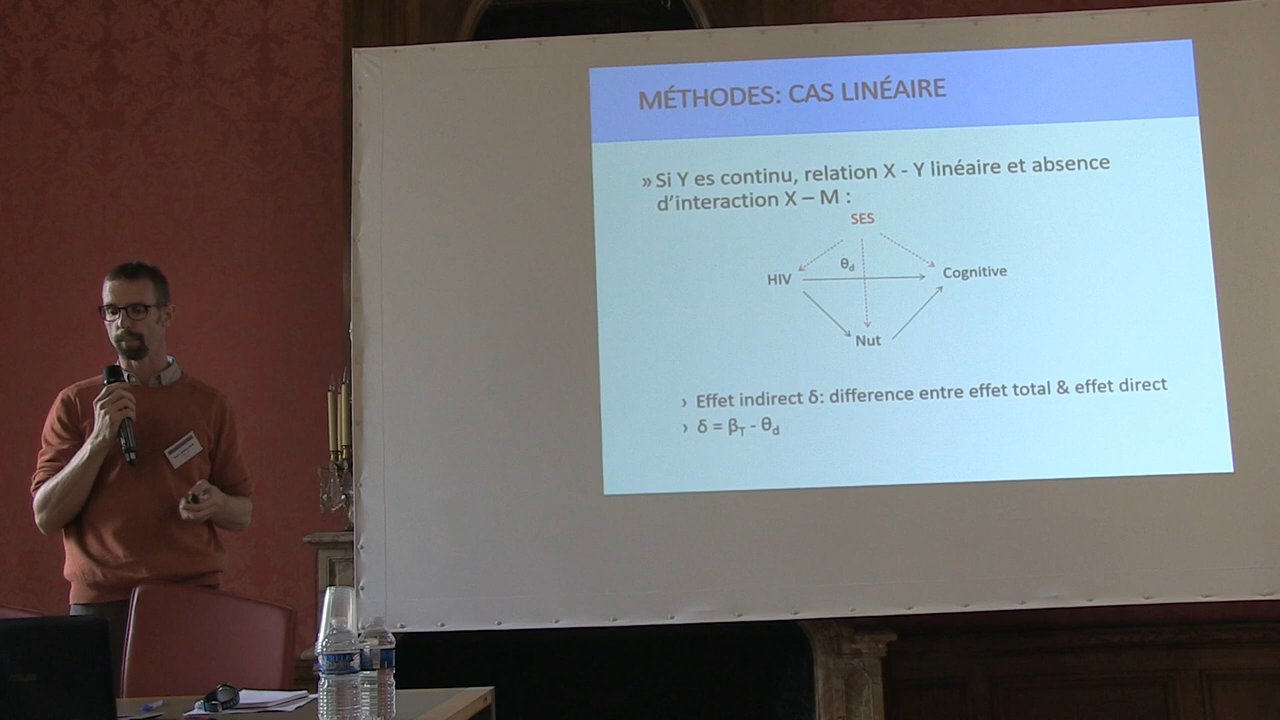 MÉTHODES: CAS LINÉAIRE
» Si Y es continu, relation X - Y linéaire et absence
d'interaction X – M :
SES
θd
HIV
Cognitive
Nut
› Effet indirect δ: difference entre effet total & effet direct
› δ = βT - θd